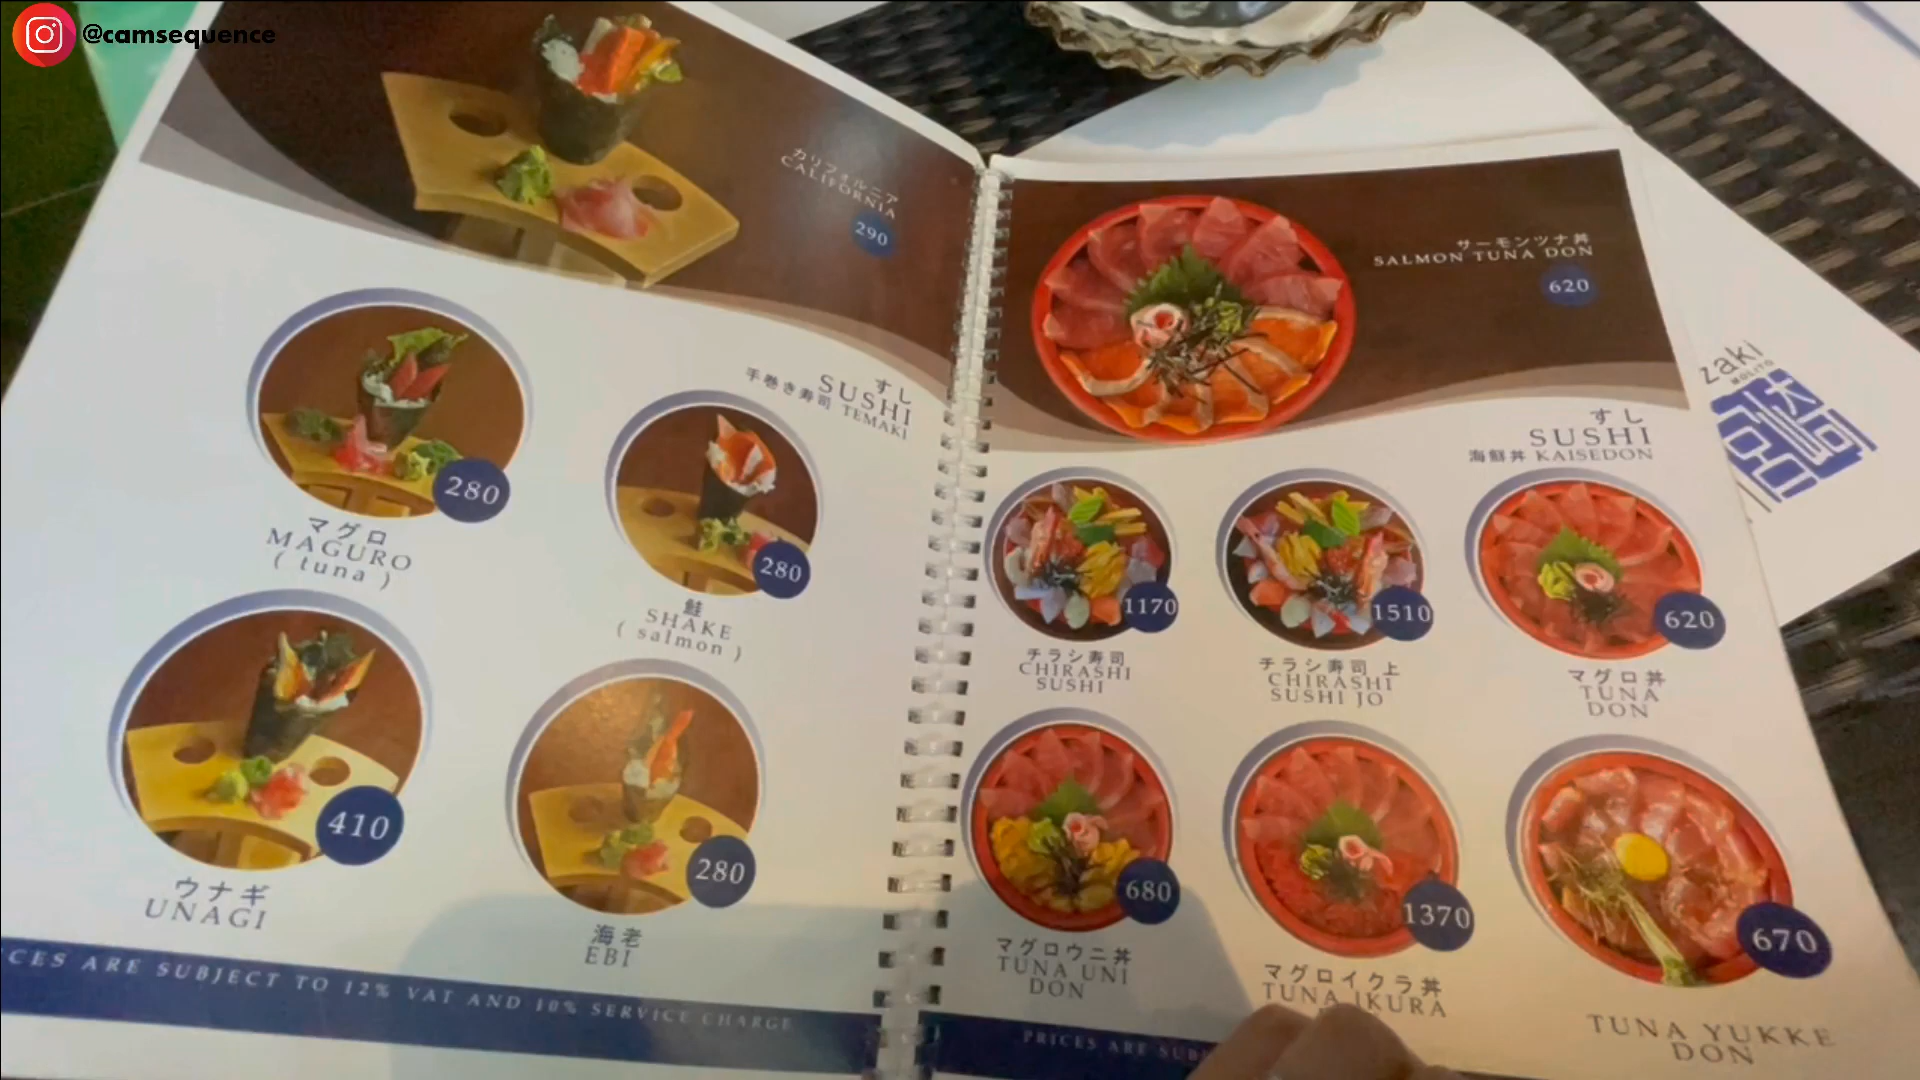 @camsequence
カリフォルニア
CALIFORNIA
290
すし
SUSHI
手巻き寿司 TEMAKI
280
マグロ
MAGURO
( tuna )
280
鮭
SHAKE
( salmon )
410
ウナギ
UNAGI
280
海老
EBI
CES ARE SUBJECT TO 12% VAT AND 10% SERVICE CHARGE
サーモンツナ丼
SALMON TUNA DON
620
すし
SUSHI
海鮮丼 KAISEDON
1170
チラシ寿司
CHIRASHI
SUSHI
1510
チラシ寿司 上
CHIRASHI
SUSHI JO
620
マグロ丼
TUNA
DON
680
マグロウニ丼
TUNA UNI
DON
1370
マグロイクラ丼
TUNA IKURA
670
TUNA YUKKE
DON
PRICES ARE SUB
zaki
MOLITO